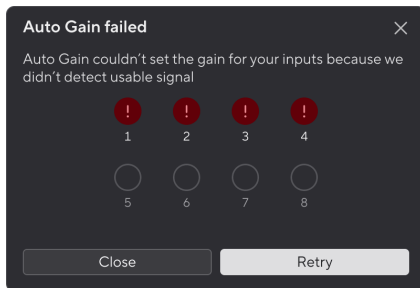 Auto Gain failed
Auto Gain couldn’t set the gain for your inputs because we
didn’t detect usable signal
! ! ! !
1 2 3 4
5 6 7 8
Close Retry